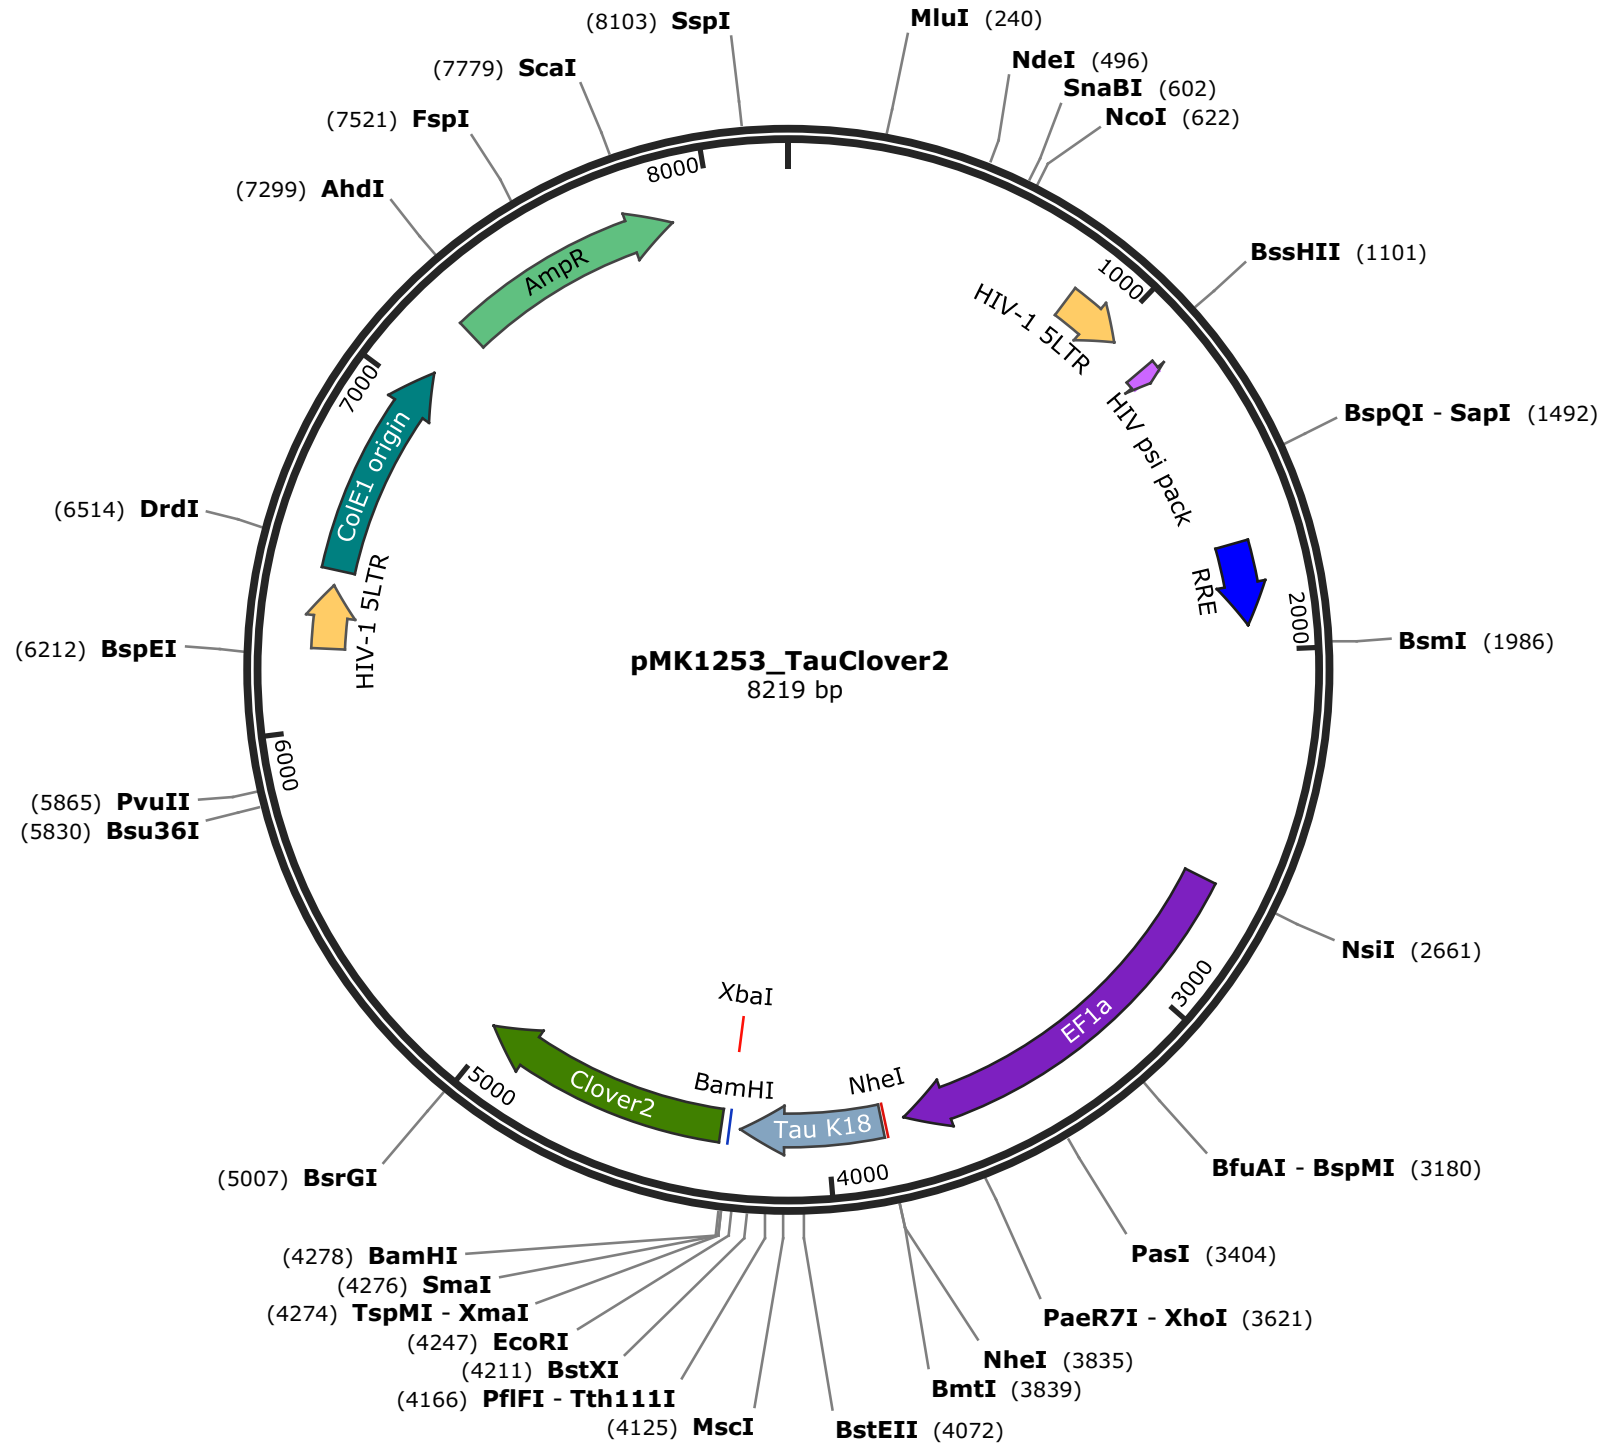 (8103) SspI
MluI (240)
(7779) ScaI
NdeI (496)
SnaBI (602)
(7521) FspI
NcoI (622)
(7299) AhdI
8000
AmpR
1000
BssHII (1101)
HIV-1 5LTR
7000
HIV psi pack
BspQI - SapI (1492)
ColE1 origin
(6514) DrdI
HIV-1 5LTR
RRE
2000
(6212) BspEI
BsmI (1986)
pMK1253_TauClover2
8219 bp
6000
(5865) PvuII
(5830) Bsu36I
NsiI (2661)
3000
EF1a
XbaI
BamHI
NheI
Clover2
Tau K18
5000
4000
(5007) BsrGI
BfuAI - BspMI (3180)
(4278) BamHI
PasI (3404)
(4276) SmaI
(4274) TspMI - XmaI
PaeR7I - XhoI (3621)
(4247) EcoRI
NheI (3835)
(4211) BstXI
BmtI (3839)
(4166) PflFI - Tth111I
(4125) MscI
BstEII (4072)